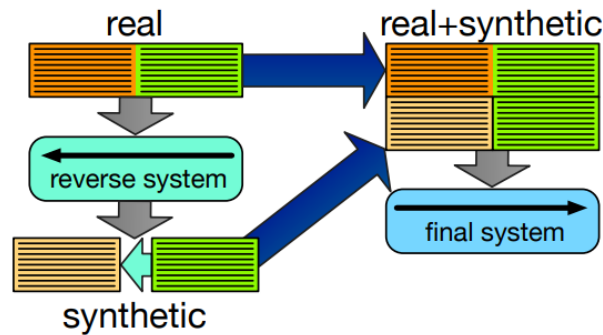 real
real+synthetic
reverse system
final system
synthetic